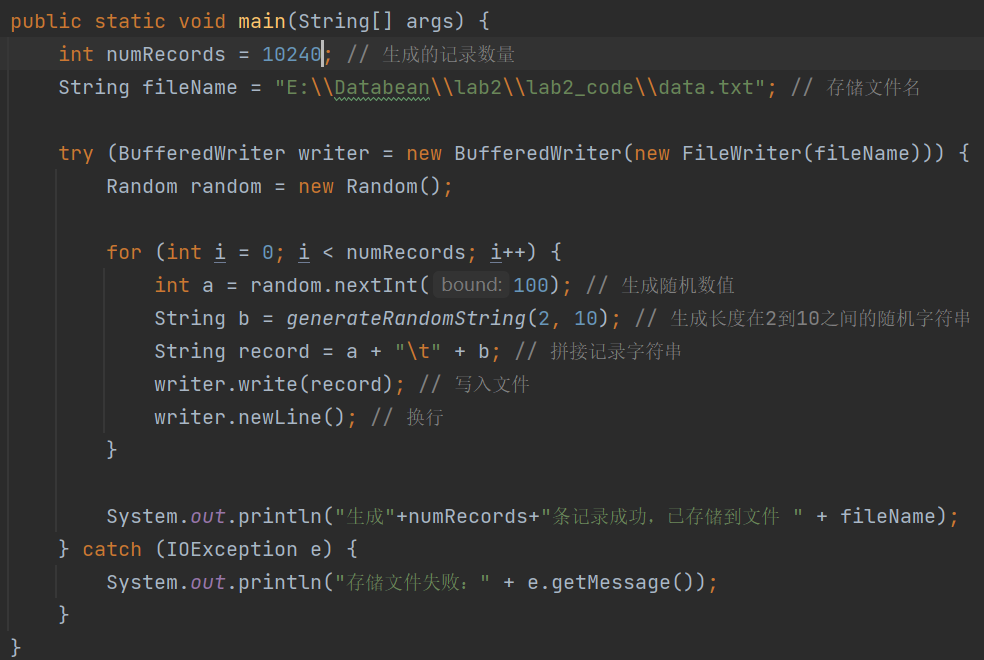 public static void main(String[] args) {
    int numRecords = 10240; // 生成的记录数量
    String fileName = "E:\\Databean\\lab2\\lab2_code\\data.txt"; // 存储文件名
    try (BufferedWriter writer = new BufferedWriter(new FileWriter(fileName))) {
        Random random = new Random();
        for (int i = 0; i < numRecords; i++) {
            int a = random.nextInt( bound: 100); // 生成随机数值
            String b = generateRandomString(2, 10); // 生成长度在2到10之间的随机字符串
            String record = a + "\t" + b; // 拼接记录字符串
            writer.write(record); // 写入文件
            writer.newLine(); // 换行
        }
        System.out.println("生成"+numRecords+"条记录成功，已存储到文件 " + fileName);
    } catch (IOException e) {
        System.out.println("存储文件失败：" + e.getMessage());
    }
}